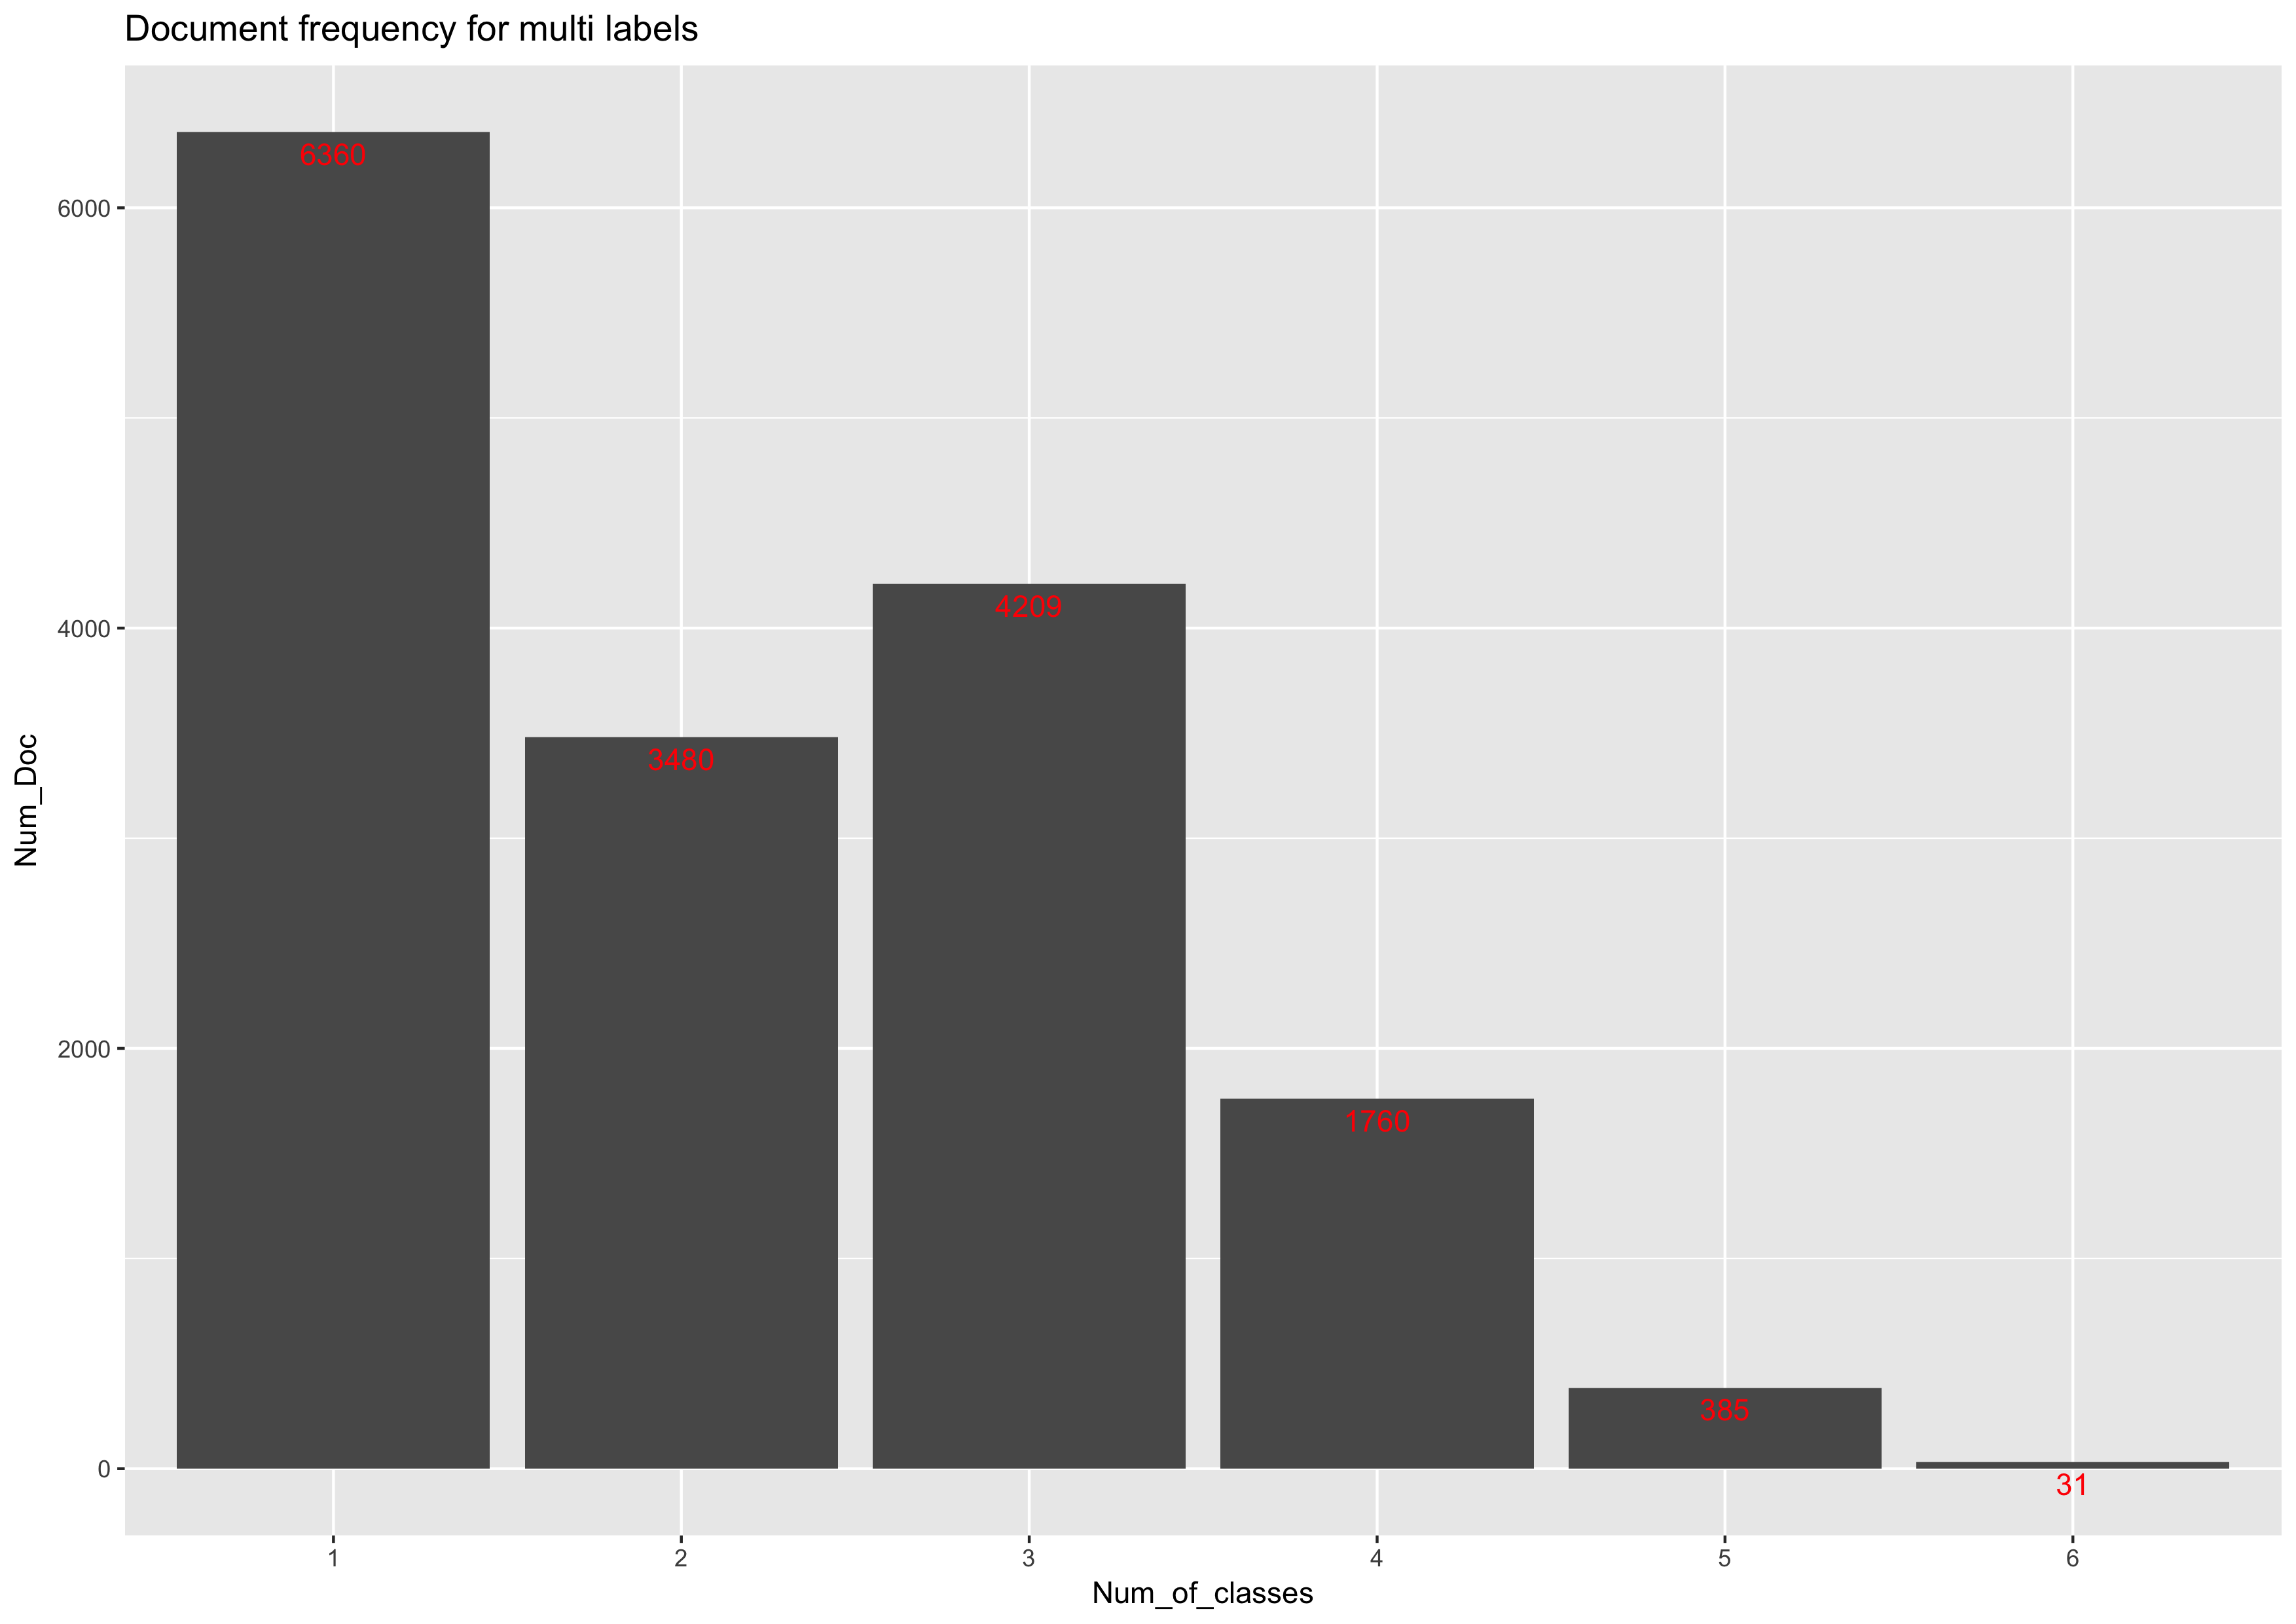 Document frequency for multi labels
Num_Doc
6000
4000
2000
0
6360
3480
4209
1760
385
31
1 2 3 4 5 6
Num_of_classes